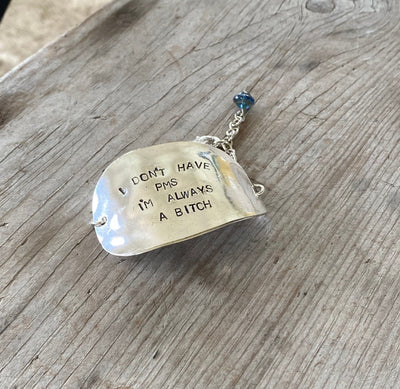 I DON'T HAVE
PMS
I'M ALWAYS
A BITCH